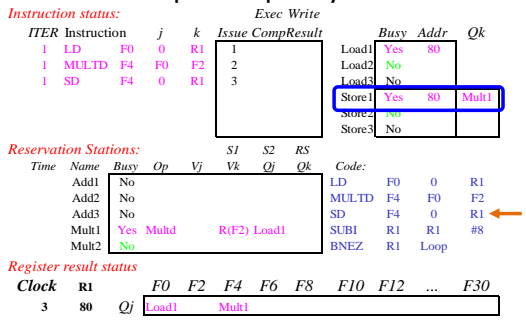 Instruction status: Exec Write
ITER Instruction j k Issue CompResult Busy Addr Qk
1 LD F0 0 R1 1 Load1 Yes 80
1 MULTD F4 F0 F2 2 Load2 No
1 SD F4 0 R1 3 Load3 No
Store1 Yes 80 Mult1
Store2 No
Store3 No
Reservation Stations: S1 S2 RS
Time Name Busy Op Vj Vk Qj Qk Code:
Add1 No LD F0 0 R1
Add2 No MULTD F4 F0 F2
Add3 No SD F4 0 R1
Mult1 Yes Multd R(F2) Load1 SUBI R1 R1 #8
Mult2 No BNEZ R1 Loop
Register result status
Clock R1 F0 F2 F4 F6 F8 F10 F12 ... F30
3 80 Qj Load1 Mult1